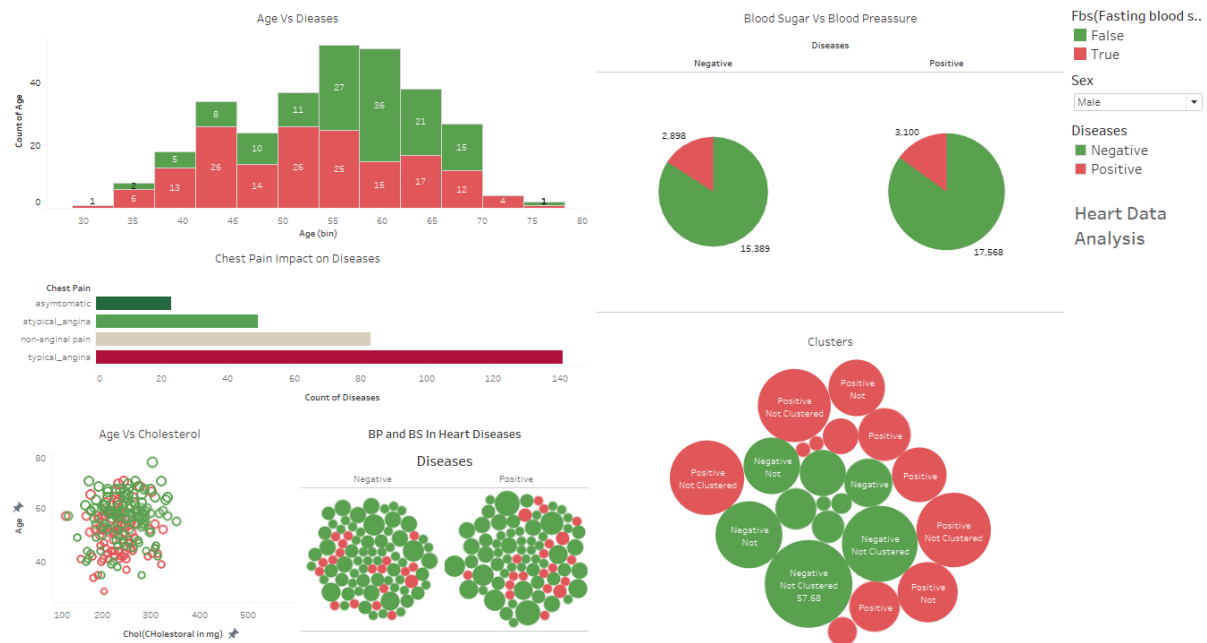 Age Vs Dieases
Count of Age
40
20
0
1
2
6
5
13
8
26
10
14
11
26
27
25
36
15
21
17
15
12
4
1
30 35 40 45 50 55 60 65 70 75 80
Age (bin)
Blood Sugar Vs Blood Preassure
Diseases
Negative Positive
2,898
15,389
3,100
17,568
Fbs(Fasting blood s..
False
True
Sex
Male
Diseases
Negative
Positive
Heart Data
Analysis
Chest Pain Impact on Diseases
Chest Pain
asymtomatic
atypical_angina
non-anginal pain
typical_angina
0 20 40 60 80 100 120 140
Count of Diseases
Age Vs Cholesterol
Age
80
60
40
100 200 300 400 500
Chol(CHolestoral in mg)
BP and BS In Heart Diseases
Diseases
Negative Positive
Clusters
Positive
Not
Positive
Not Clustered
Positive
Positive
Not Clustered
Negative
Not
Negative
Positive
Negative
Not
Negative
Not Clustered
Positive
Not Clustered
Negative
Not Clustered
57.68
Positive
Positive
Not